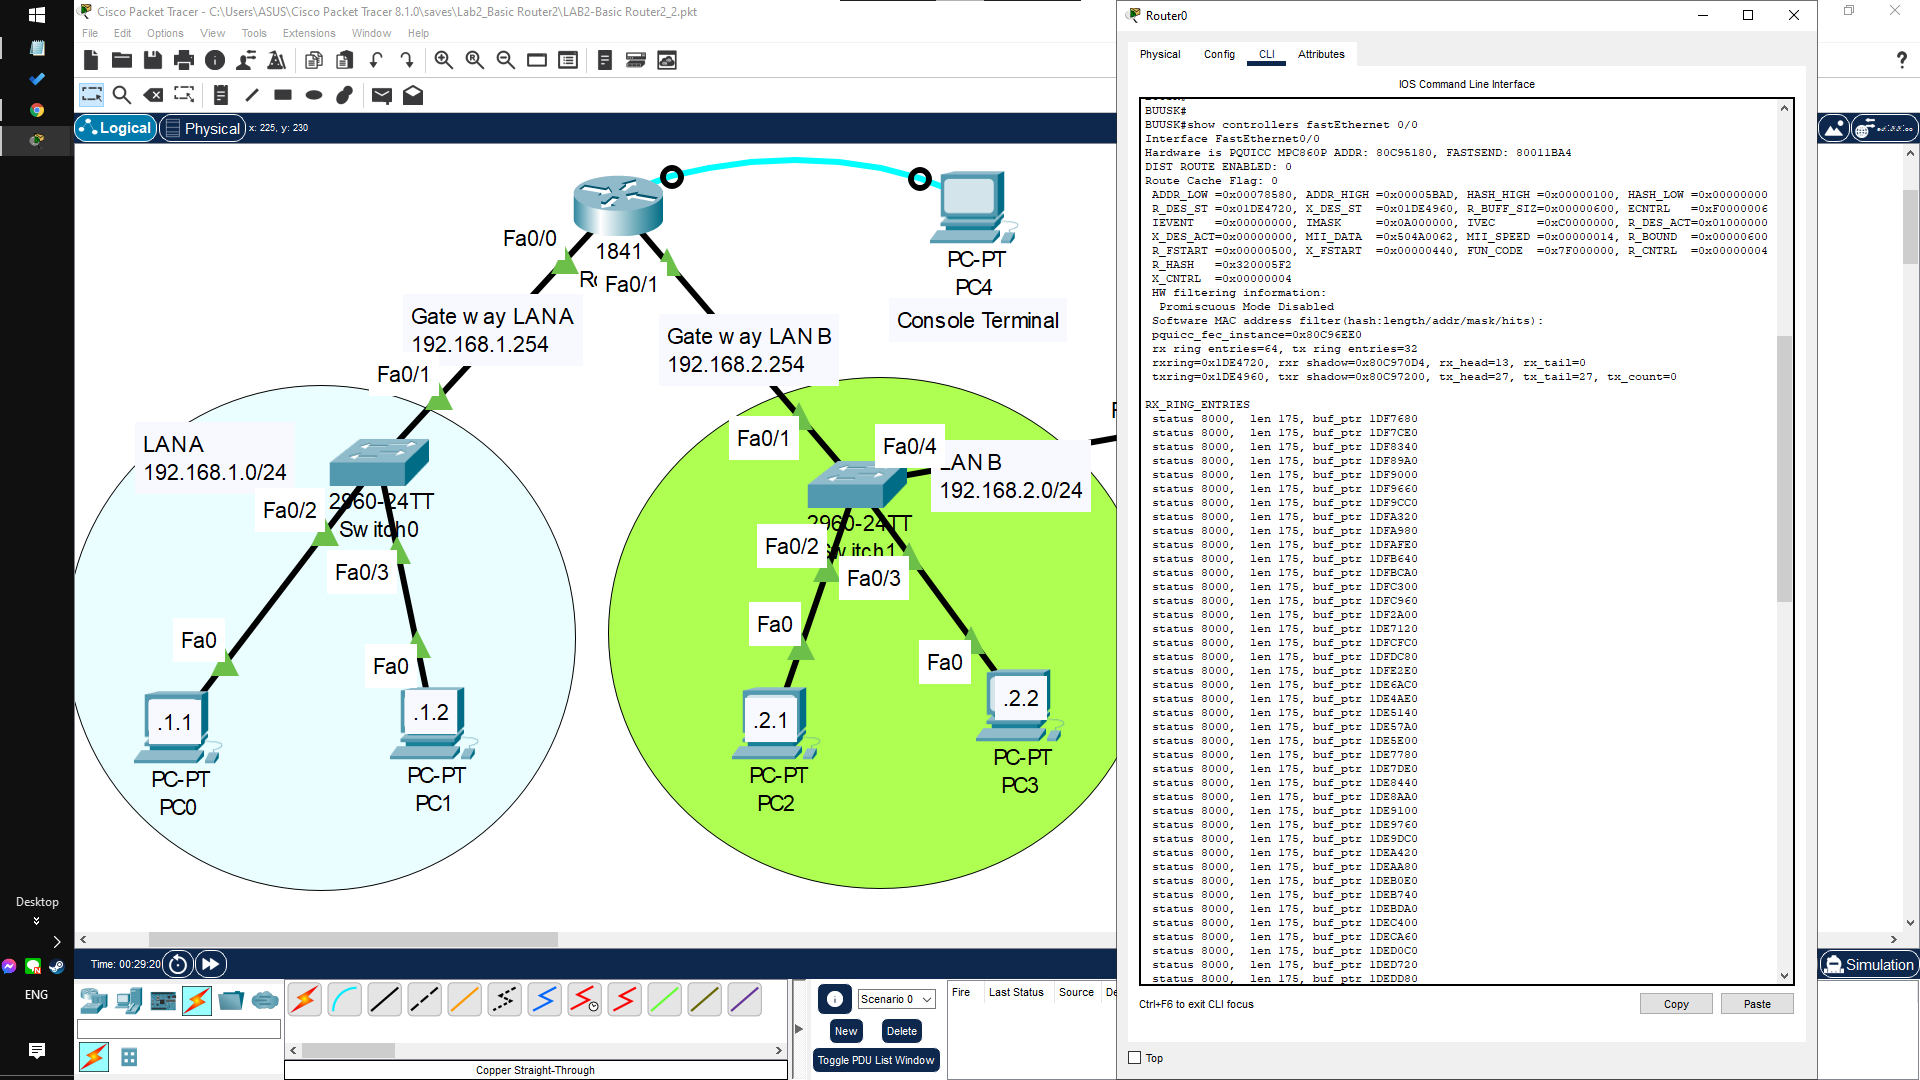 Cisco Packet Tracer - C:\Users\ASUS\Cisco Packet Tracer 8.1.0\saves\Lab2_Basic Router2\LAB2-Basic Router2_2.pkt
File Edit Options View Tools Extensions Window Help
Logical Physical x: 225, y: 230
Fa0/0
1841
Fa0/1
PC-PT
PC4
Console Terminal
Gate way LANA
192.168.1.254
Gate way LAN B
192.168.2.254
Fa0/1
LANA
192.168.1.0/24
Fa0/2
2960-24TT
Switch0
Fa0/3
Fa0
Fa0
.1.1
.1.2
PC-PT
PC0
PC-PT
PC1
Fa0/1
Fa0/4
LAN B
192.168.2.0/24
2960-24TT
Switch1
Fa0/2
Fa0/3
Fa0
Fa0
.2.1
.2.2
PC-PT
PC2
PC-PT
PC3
Desktop
ENG
Time: 00:29:20
Simulation
Scenario 0
New Delete
Toggle PDU List Window
Fire Last Status Source De
Copper Straight-Through
Router0
Physical Config CLI Attributes
IOS Command Line Interface
BUUSK#
BUUSK#show controllers fastEthernet 0/0
Interface FastEthernet0/0
Hardware is PQUICC MPC860P ADDR: 80C95180, FASTSEND: 80011BA4
DIST ROUTE ENABLED: 0
Route Cache Flag: 0
ADDR_LOW =0x00078580, ADDR_HIGH =0x00005BAD, HASH_HIGH =0x00000100, HASH_LOW =0x00000000
R_DES_ST =0x01DE4720, X_DES_ST =0x01DE4960, R_BUFF_SIZ=0x00000600, ECNTRL =0xF0000006
IEVENT =0x00000000, IMASK =0x0A000000, IVEC =0xC0000000, R_DES_ACT=0x01000000
X_DES_ACT=0x00000000, MII_DATA =0x504A0062, MII_SPEED =0x00000014, R_BOUND =0x00000600
R_FSTART =0x00000500, X_FSTART =0x00000440, FUN_CODE =0x7F000000, R_CNTRL =0x00000004
R_HASH =0x320005F2
X_CNTRL =0x00000004
HW filtering information:
Promiscuous Mode Disabled
Software MAC address filter(hash:length/addr/mask/hits):
pquicc_fec_instance=0x80C96EE0
rx ring entries=64, tx ring entries=32
rxring=0x1DE4720, rxr shadow=0x80C970D4, rx_head=13, rx_tail=0
txring=0x1DE4960, txr shadow=0x80C97200, tx_head=27, tx_tail=27, tx_count=0
RX_RING_ENTRIES
status 8000, len 175, buf_ptr 1DF7680
status 8000, len 175, buf_ptr 1DF7CE0
status 8000, len 175, buf_ptr 1DF8340
status 8000, len 175, buf_ptr 1DF89A0
status 8000, len 175, buf_ptr 1DF9000
status 8000, len 175, buf_ptr 1DF9660
status 8000, len 175, buf_ptr 1DF9CC0
status 8000, len 175, buf_ptr 1DFA320
status 8000, len 175, buf_ptr 1DFA980
status 8000, len 175, buf_ptr 1DFAFE0
status 8000, len 175, buf_ptr 1DFB640
status 8000, len 175, buf_ptr 1DFBCA0
status 8000, len 175, buf_ptr 1DFC300
status 8000, len 175, buf_ptr 1DFC960
status 8000, len 175, buf_ptr 1DF2A00
status 8000, len 175, buf_ptr 1DE7120
status 8000, len 175, buf_ptr 1DFCFC0
status 8000, len 175, buf_ptr 1DFDC80
status 8000, len 175, buf_ptr 1DFE2E0
status 8000, len 175, buf_ptr 1DE6AC0
status 8000, len 175, buf_ptr 1DE4AE0
status 8000, len 175, buf_ptr 1DE5140
status 8000, len 175, buf_ptr 1DE57A0
status 8000, len 175, buf_ptr 1DE5E00
status 8000, len 175, buf_ptr 1DE7780
status 8000, len 175, buf_ptr 1DE7DE0
status 8000, len 175, buf_ptr 1DE8440
status 8000, len 175, buf_ptr 1DE8AA0
status 8000, len 175, buf_ptr 1DE9100
status 8000, len 175, buf_ptr 1DE9760
status 8000, len 175, buf_ptr 1DE9DC0
status 8000, len 175, buf_ptr 1DEA420
status 8000, len 175, buf_ptr 1DEAA80
status 8000, len 175, buf_ptr 1DEB0E0
status 8000, len 175, buf_ptr 1DEB740
status 8000, len 175, buf_ptr 1DEBDA0
status 8000, len 175, buf_ptr 1DEC400
status 8000, len 175, buf_ptr 1DECA60
status 8000, len 175, buf_ptr 1DED0C0
status 8000, len 175, buf_ptr 1DED720
status 8000, len 175, buf_ptr 1DEDD80
Ctrl+F6 to exit CLI focus
Copy Paste
Top